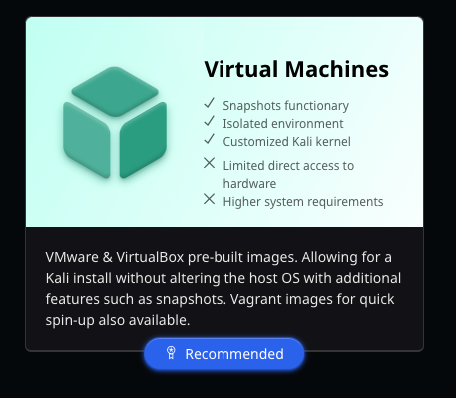 Virtual Machines
Snapshots functionary
Isolated environment
Customized Kali kernel
Limited direct access to
hardware
Higher system requirements
VMware & VirtualBox pre-built images. Allowing for a
Kali install without altering the host OS with additional
features such as snapshots. Vagrant images for quick
spin-up also available.
Recommended